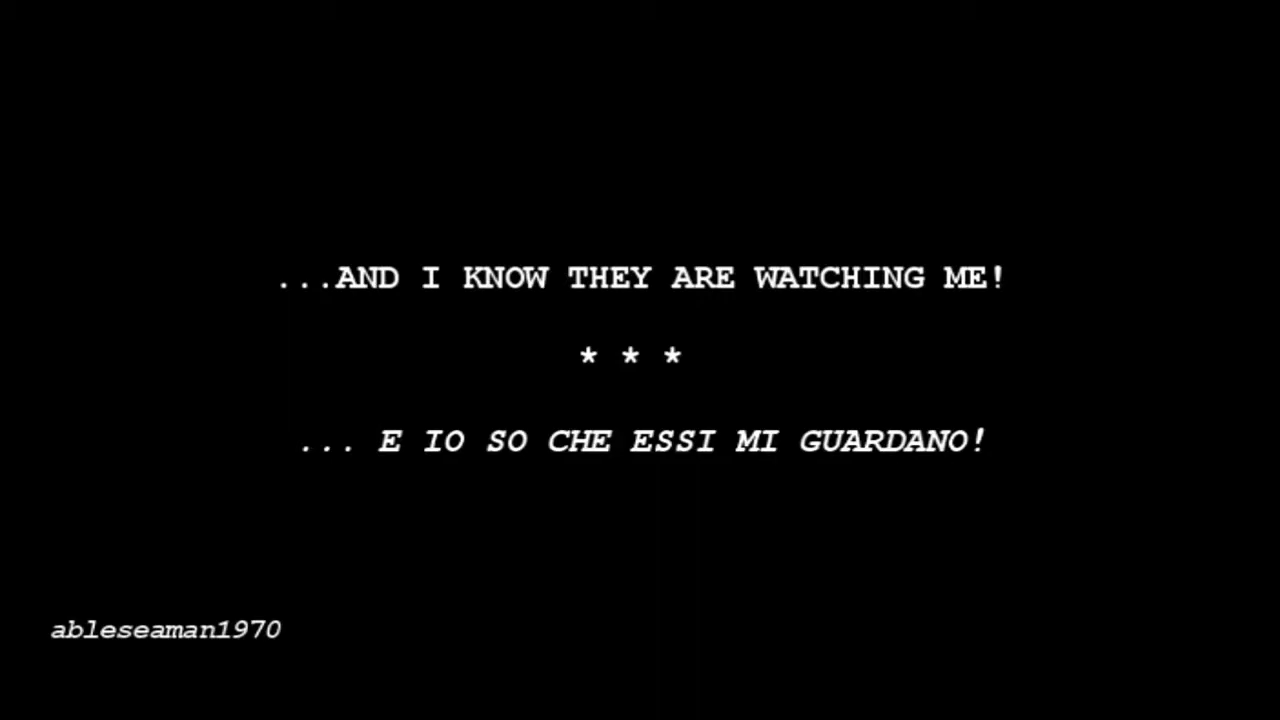 ...AND I KNOW THEY ARE WATCHING ME!
* * *
... E IO SO CHE ESSI MI GUARDANO!
ableseaman1970